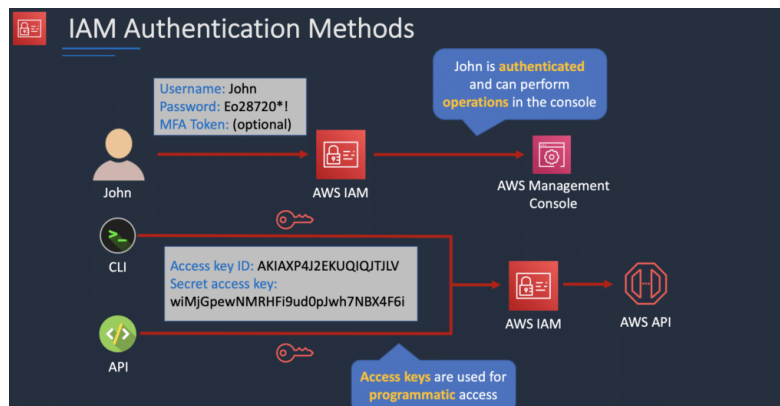 IAM Authentication Methods
Username: John
Password: Eo28720*!
MFA Token: (optional)
John is authenticated
and can perform
operations in the console
John
AWS IAM
AWS Management
Console
CLI
Access key ID: AKIAXP4J2EKUQIQJTJLV
Secret access key:
wiMjGpewNMRHFi9ud0pJwh7NBX4F6i
AWS IAM
AWS API
API
Access keys are used for
programmatic access